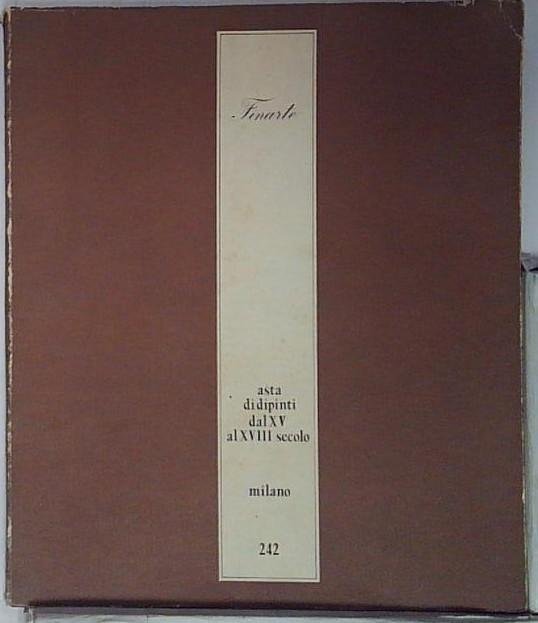 Finarte
asta
di dipinti
dal XV
al XVIII secolo
milano
242